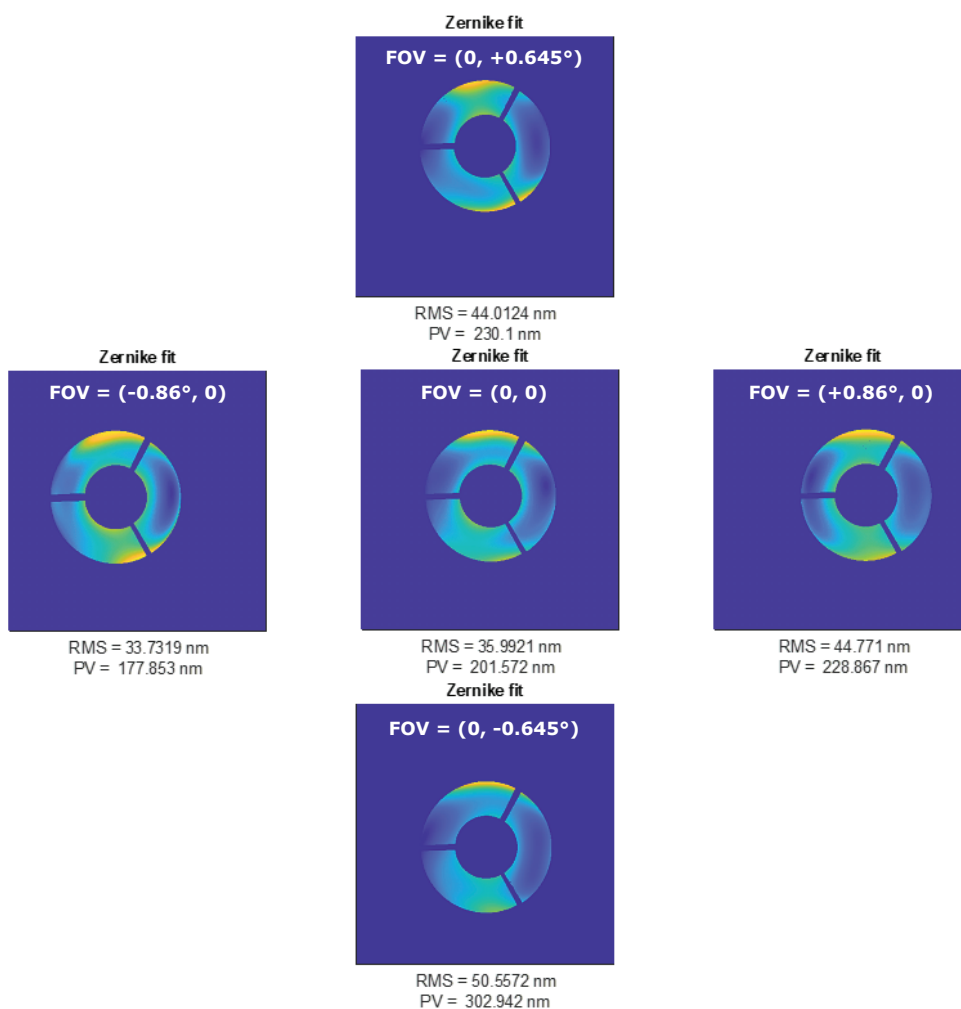 Zernike fit
FOV = (0, +0.645°)
RMS = 44.0124 nm
PV = 230.1 nm
Zernike fit
FOV = (-0.86°, 0)
RMS = 33.7319 nm
PV = 177.853 nm
Zernike fit
FOV = (0, 0)
RMS = 35.9921 nm
PV = 201.572 nm
Zernike fit
FOV = (+0.86°, 0)
RMS = 44.771 nm
PV = 228.867 nm
Zernike fit
FOV = (0, -0.645°)
RMS = 50.5572 nm
PV = 302.942 nm